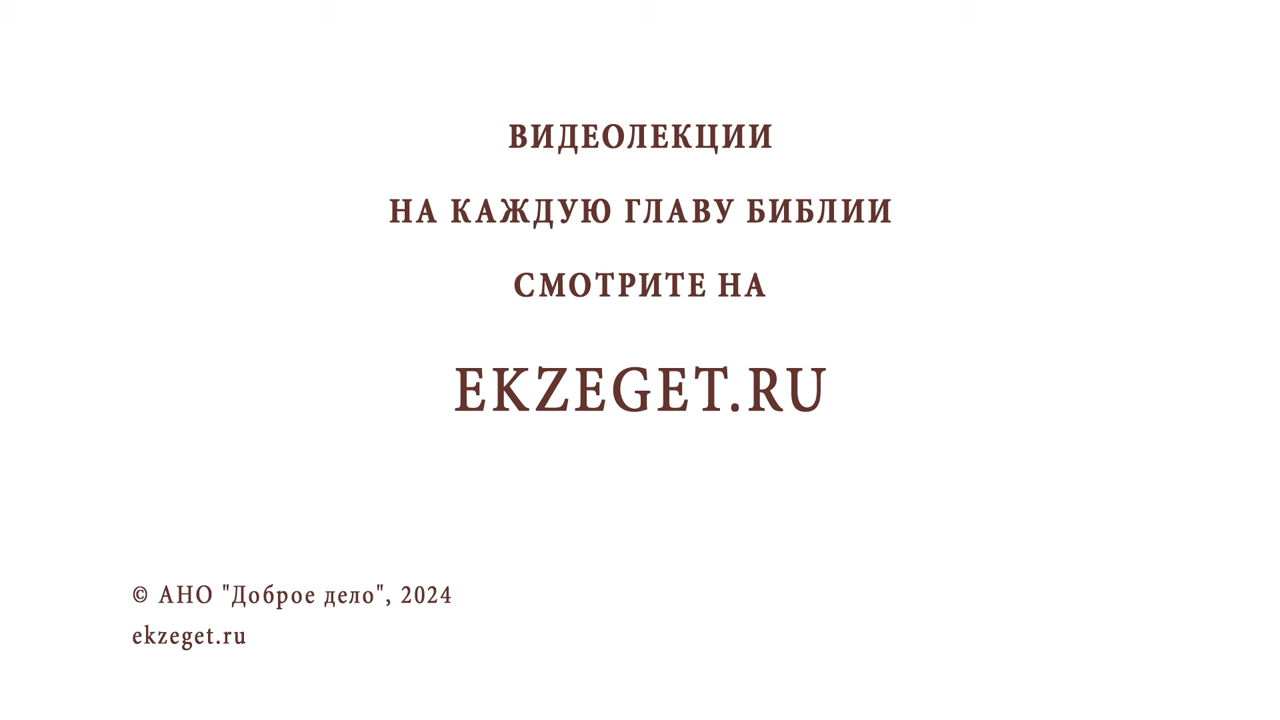 ВИДЕОЛЕКЦИИ
НА КАЖДУЮ ГЛАВУ БИБЛИИ
СМОТРИТЕ НА
EKZEGET.RU
© АНО "Доброе дело", 2024
ekzeget.ru